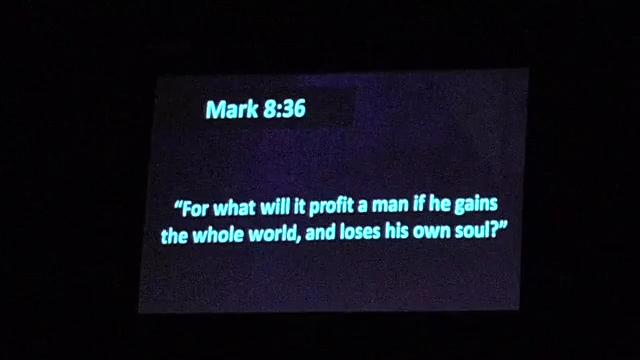 Mark 8:36
“For what will it profit a man if he gains
the whole world, and loses his own soul?”